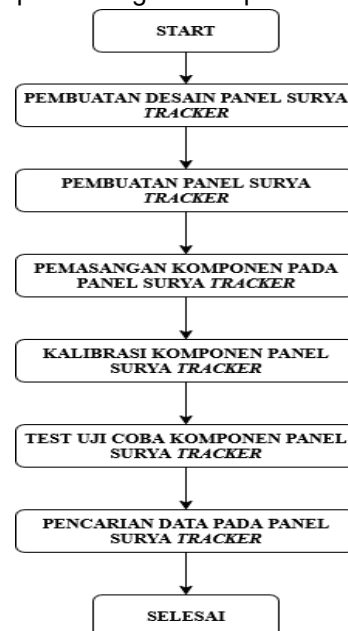 START
PEMBUATAN DESAIN PANEL SURYA
TRACKER
PEMBUATAN PANEL SURYA
TRACKER
PEMASANGAN KOMPONEN PADA
PANEL SURYA TRACKER
KALIBRASI KOMPONEN PANEL
SURYA TRACKER
TEST UJI COBA KOMPONEN PANEL
SURYA TRACKER
PENCARIAN DATA PADA PANEL
SURYA TRACKER
SELESAI